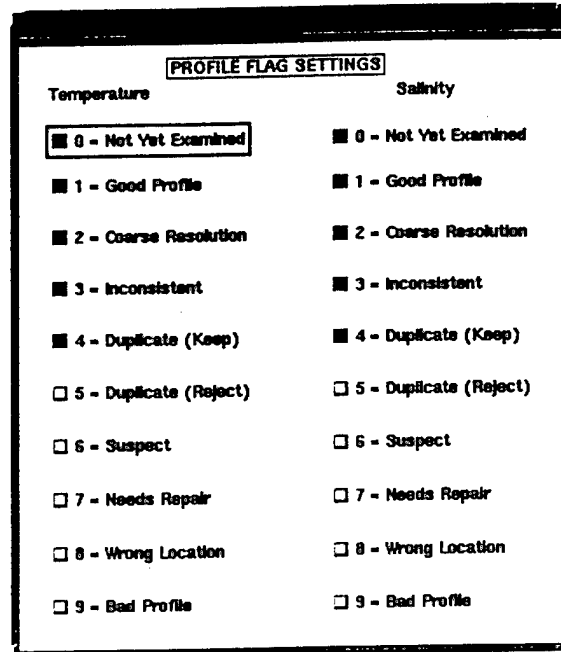 PROFILE FLAG SETTINGS
Temperature
Salinity
0 - Not Yet Examined
0 - Not Yet Examined
1 - Good Profile
1 - Good Profile
2 - Coarse Resolution
2 - Coarse Resolution
3 - Inconsistent
3 - Inconsistent
4 - Duplicate (Keep)
4 - Duplicate (Keep)
5 - Duplicate (Reject)
5 - Duplicate (Reject)
6 - Suspect
6 - Suspect
7 - Needs Repair
7 - Needs Repair
8 - Wrong Location
8 - Wrong Location
9 - Bad Profile
9 - Bad Profile